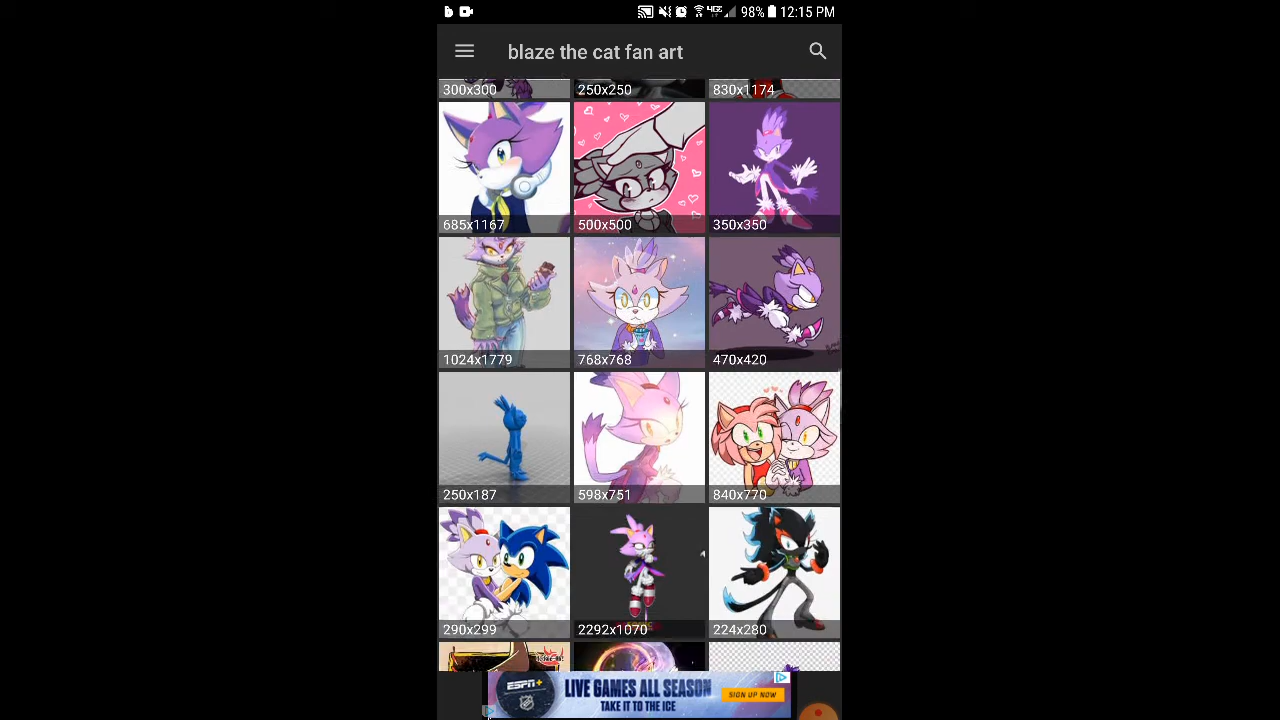 98% 12:15 PM
blaze the cat fan art
300x300 250x250 830x1174
685x1167 500x500 350x350
1024x1779 768x768 470x420
250x187 598x751 840x770
290x299 2292x1070 224x280
ESPN+ LIVE GAMES ALL SEASON
TAKE IT TO THE ICE
SIGN UP NOW